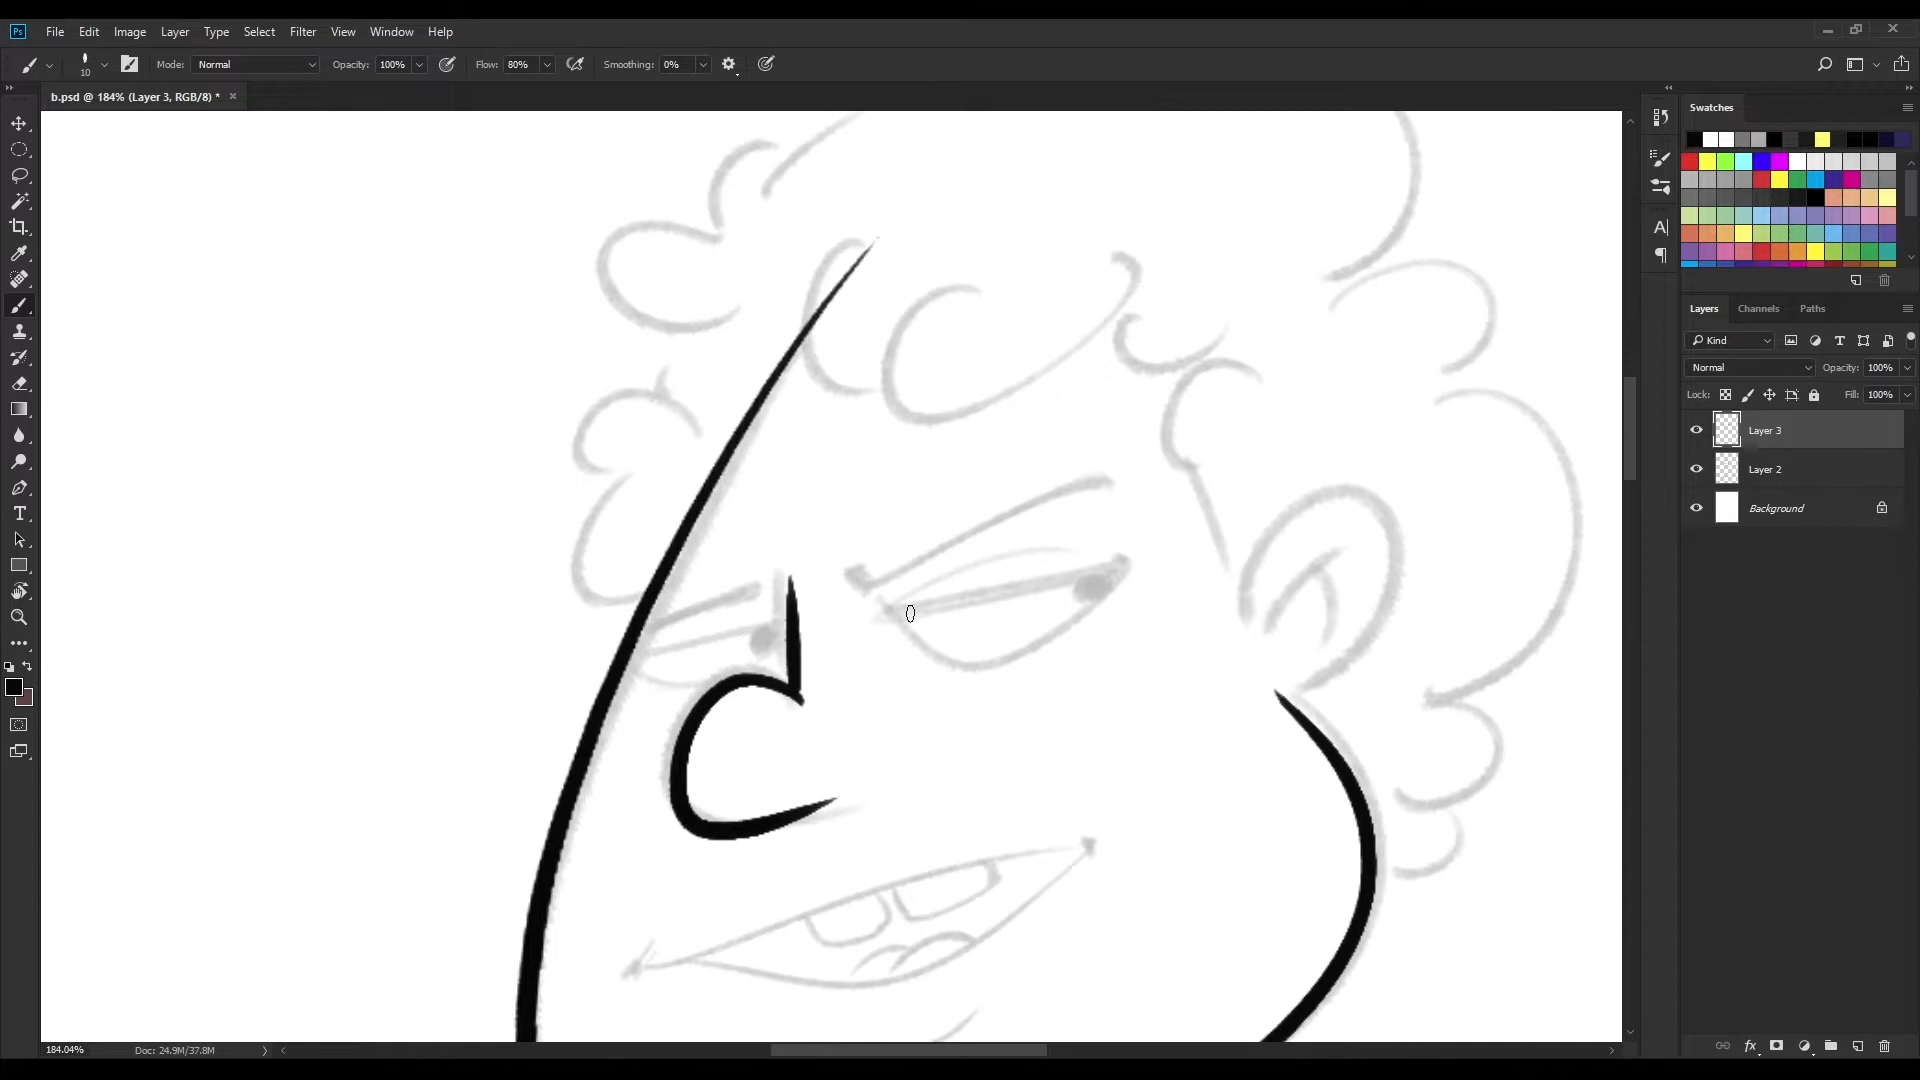 Ps File Edit Image Layer Type Select Filter View Window Help
10 Mode: Normal Opacity: 100% Flow: 80% Smoothing: 0%
b.psd @ 184% (Layer 3, RGB/8) * ×
Swatches
Layers Channels Paths
Kind
Normal Opacity: 100%
Lock: Fill: 100%
Layer 3
Layer 2
Background
184.04% Doc: 24.9M/37.8M